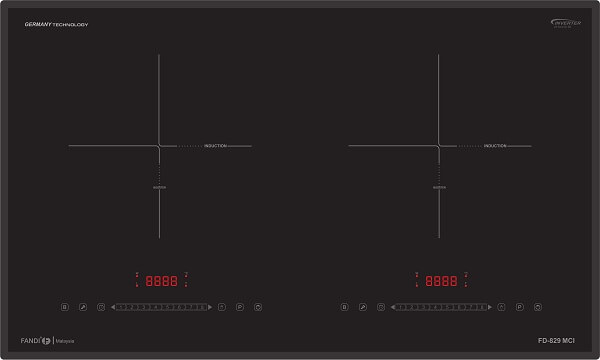 GERMANY TECHNOLOGY
INVERTER
INDUCTION
INDUCTION
8888
8888
B
P
B
P
FANDI
Malaysia
FD-829 MCI